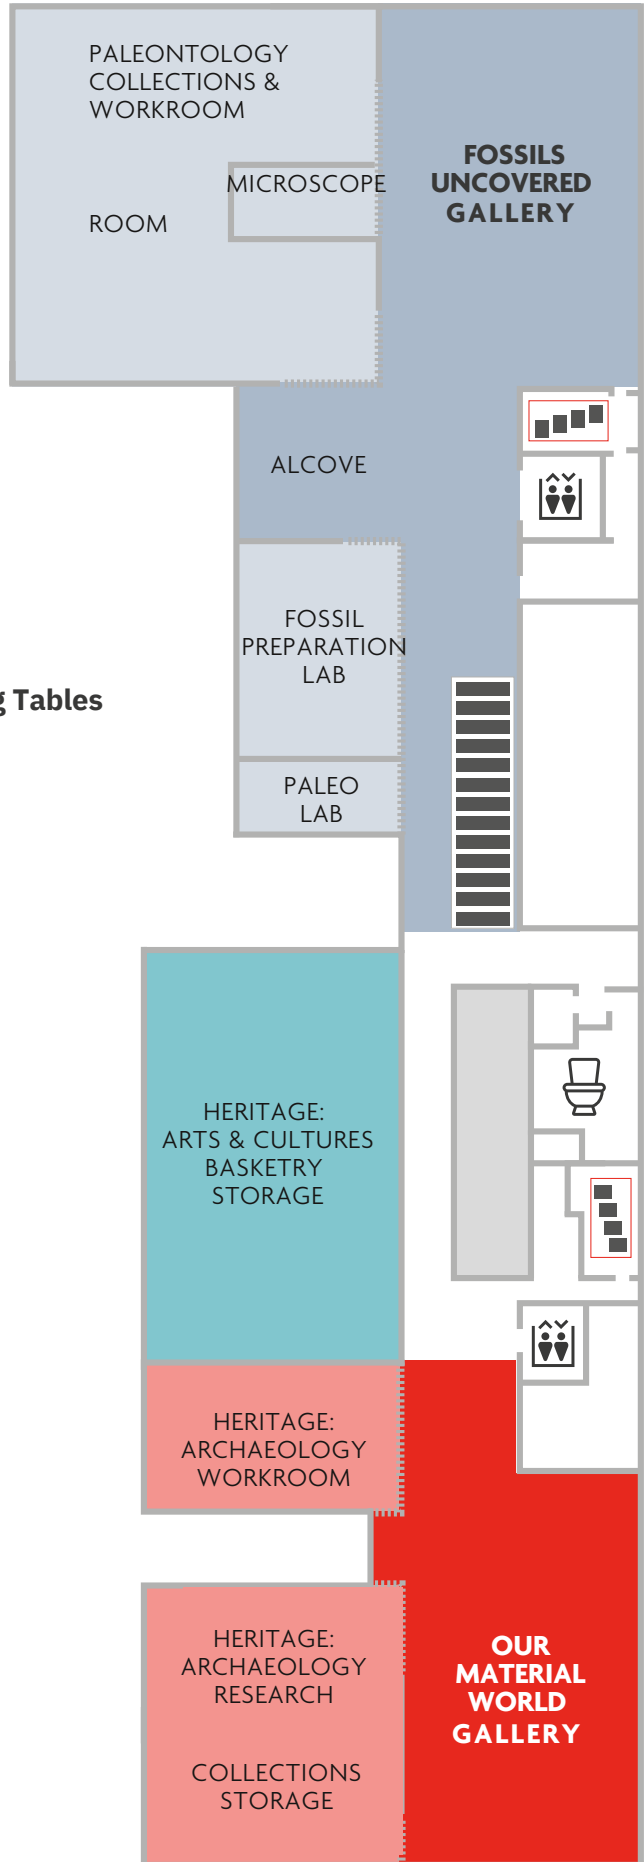 PALEONTOLOGY
COLLECTIONS &
WORKROOM
MICROSCOPE
ROOM
FOSSILS
UNCOVERED
GALLERY
ALCOVE
FOSSIL
PREPARATION
LAB
Tables
PALEO
LAB
HERITAGE:
ARTS & CULTURES
BASKETRY
STORAGE
HERITAGE:
ARCHAEOLOGY
WORKROOM
HERITAGE:
ARCHAEOLOGY
RESEARCH
COLLECTIONS
STORAGE
OUR
MATERIAL
WORLD
GALLERY